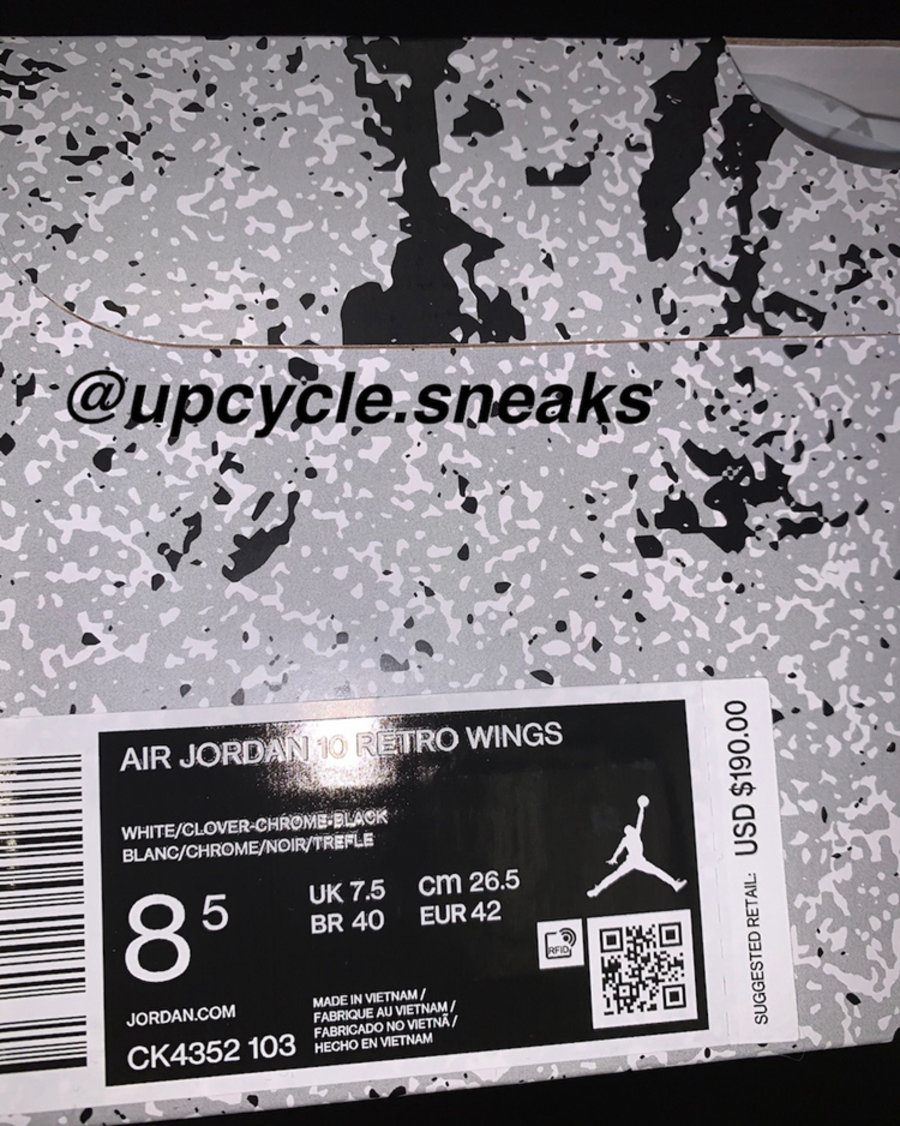 @upcycle.sneaks
AIR JORDAN 10 RETRO WINGS
WHITE/CLOVER-CHROME-BLACK
BLANC/CHROME/NOIR/TREFLE
8 5
UK 7.5 cm 26.5
BR 40 EUR 42
RFID
JORDAN.COM
CK4352 103
MADE IN VIETNAM /
FABRIQUE AU VIETNAM /
FABRICADO NO VIETNÃ /
HECHO EN VIETNAM
SUGGESTED RETAIL: USD $190.00